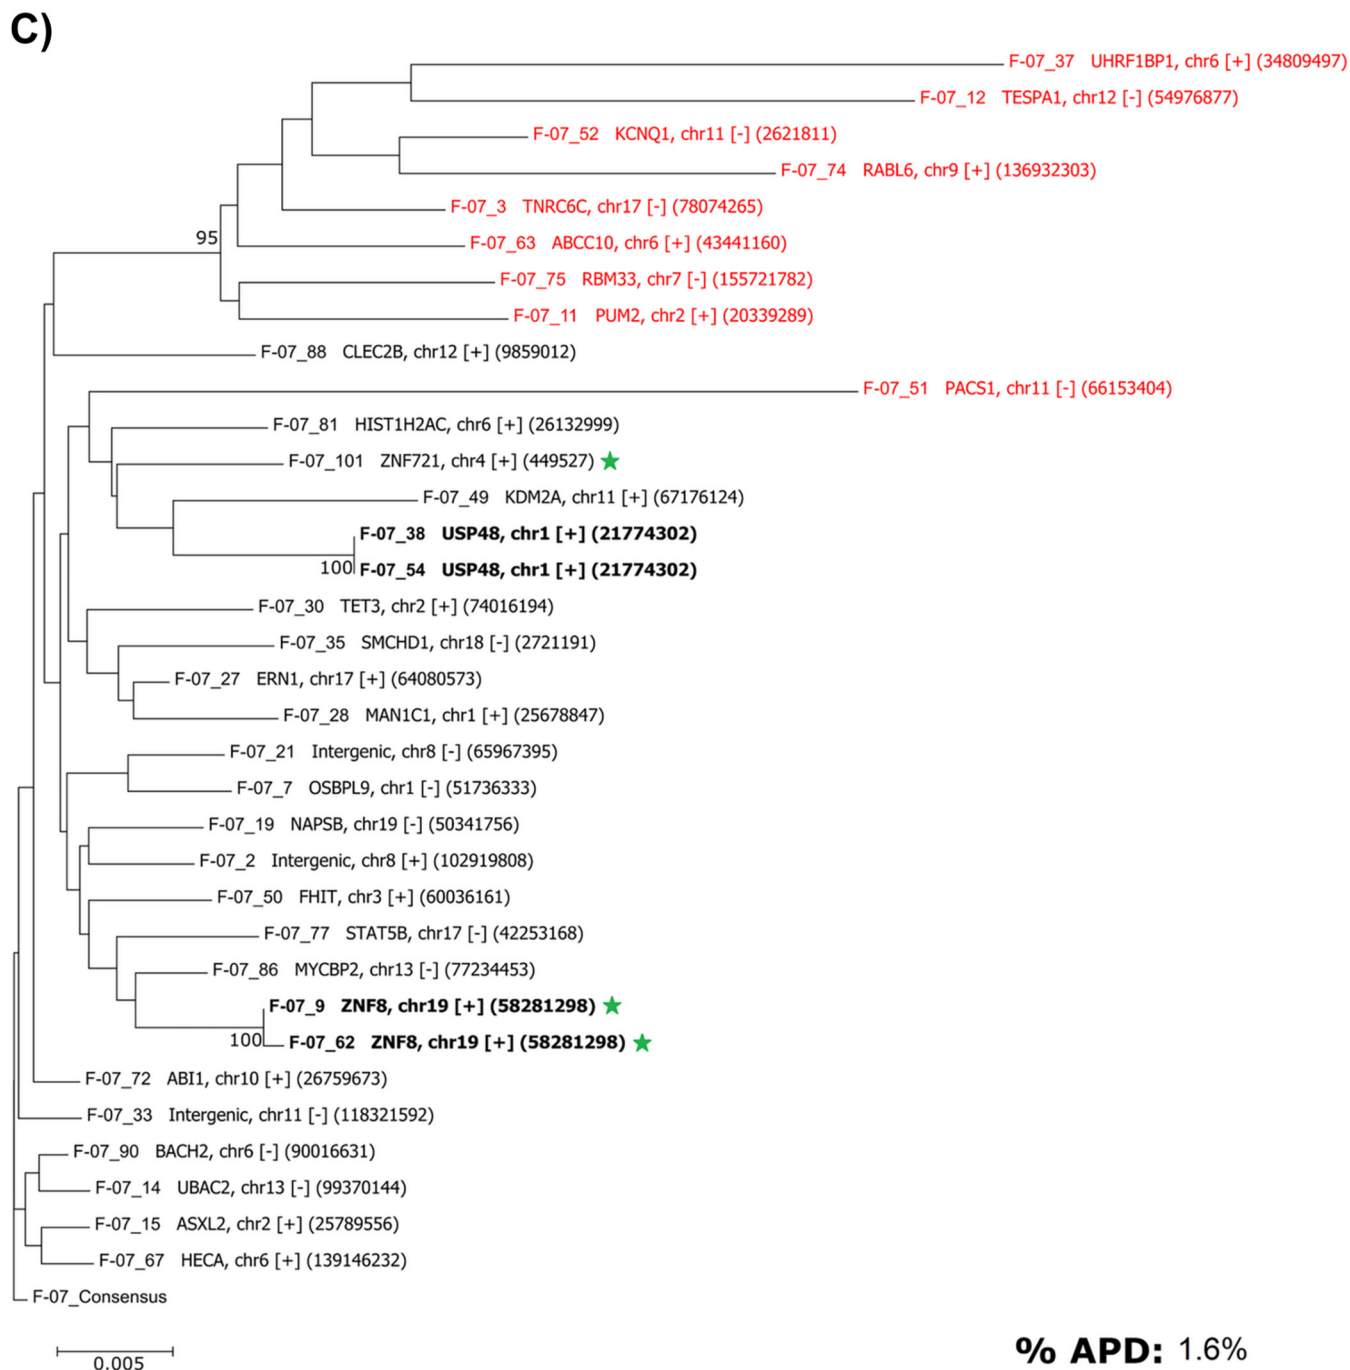 C)
F-07_37 UHRF1BP1, chr6 [+] (34809497)
F-07_12 TESPA1, chr12 [-] (54976877)
F-07_52 KCNQ1, chr11 [-] (2621811)
F-07_74 RABL6, chr9 [+] (136932303)
F-07_3 TNRC6C, chr17 [-] (78074265)
95
F-07_63 ABCC10, chr6 [+] (43441160)
F-07_75 RBM33, chr7 [-] (155721782)
F-07_11 PUM2, chr2 [+] (20339289)
F-07_88 CLEC2B, chr12 [+] (9859012)
F-07_51 PACS1, chr11 [-] (66153404)
F-07_81 HIST1H2AC, chr6 [+] (26132999)
F-07_101 ZNF721, chr4 [+] (449527)
F-07_49 KDM2A, chr11 [+] (67176124)
F-07_38 USP48, chr1 [+] (21774302)
100 F-07_54 USP48, chr1 [+] (21774302)
F-07_30 TET3, chr2 [+] (74016194)
F-07_35 SMCHD1, chr18 [-] (2721191)
F-07_27 ERN1, chr17 [+] (64080573)
F-07_28 MAN1C1, chr1 [+] (25678847)
F-07_21 Intergenic, chr8 [-] (65967395)
F-07_7 OSBPL9, chr1 [-] (51736333)
F-07_19 NAPSB, chr19 [-] (50341756)
F-07_2 Intergenic, chr8 [+] (102919808)
F-07_50 FHIT, chr3 [+] (60036161)
F-07_77 STAT5B, chr17 [-] (42253168)
F-07_86 MYCBP2, chr13 [-] (77234453)
F-07_9 ZNF8, chr19 [+] (58281298)
100 F-07_62 ZNF8, chr19 [+] (58281298)
F-07_72 ABI1, chr10 [+] (26759673)
F-07_33 Intergenic, chr11 [-] (118321592)
F-07_90 BACH2, chr6 [-] (90016631)
F-07_14 UBAC2, chr13 [-] (99370144)
F-07_15 ASXL2, chr2 [+] (25789556)
F-07_67 HECA, chr6 [+] (139146232)
F-07_Consensus
0.005
% APD: 1.6%